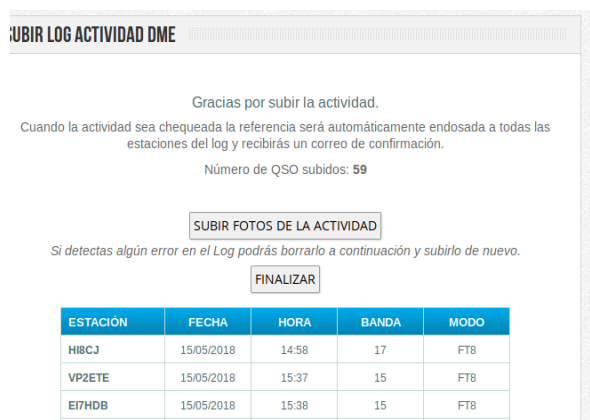 SUBIR LOG ACTIVIDAD DME
Gracias por subir la actividad.
Cuando la actividad sea chequeada la referencia será automáticamente endosada a todas las
estaciones del log y recibirás un correo de confirmación.
Número de QSO subidos: 59
SUBIR FOTOS DE LA ACTIVIDAD
Si detectas algún error en el Log podrás borrarlo a continuación y subirlo de nuevo.
FINALIZAR
ESTACIÓN FECHA HORA BANDA MODO
HI8CJ 15/05/2018 14:58 17 FT8
VP2ETE 15/05/2018 15:37 15 FT8
EI7HDB 15/05/2018 15:38 15 FT8